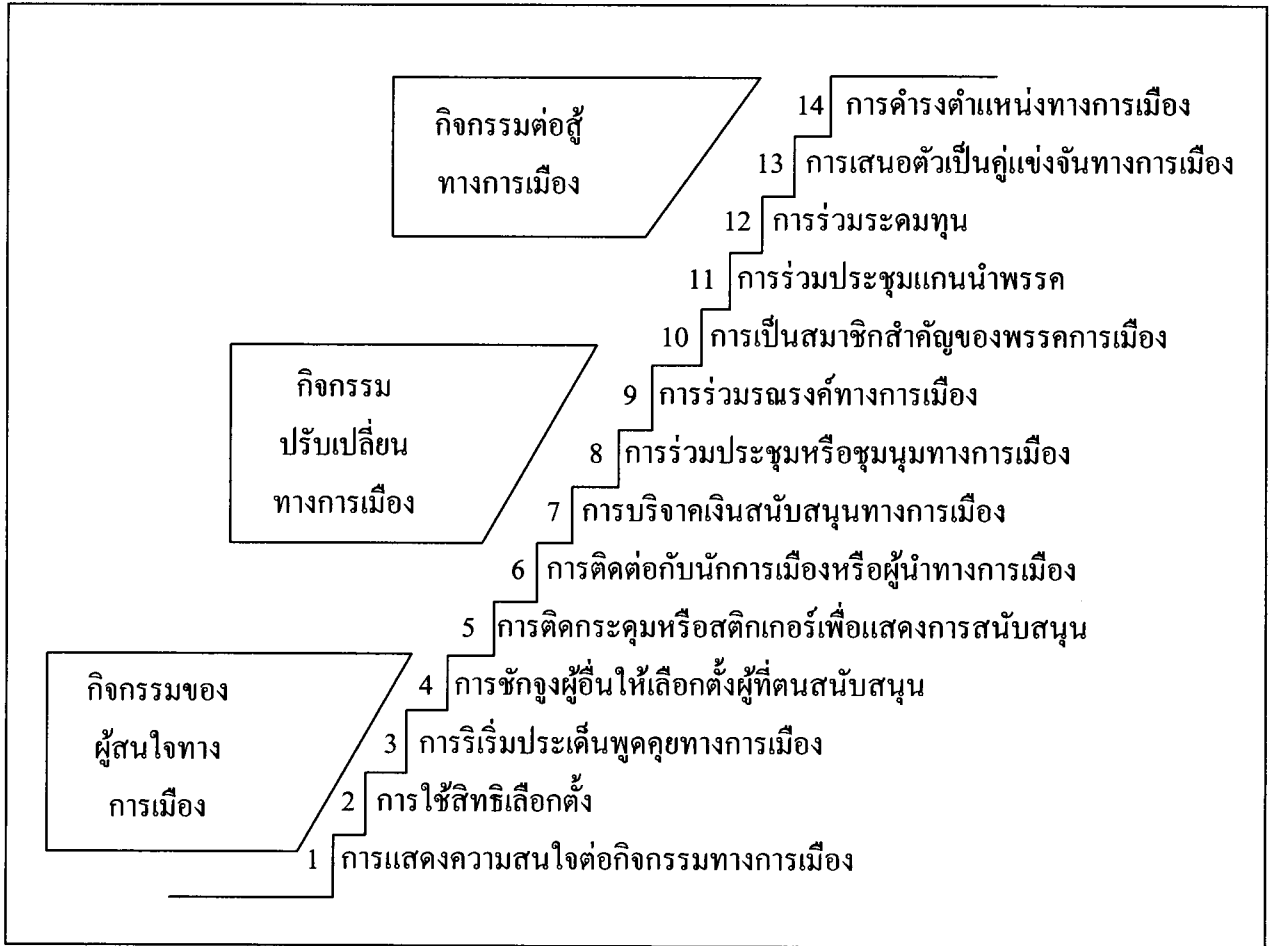 กิจกรรมต่อสู้
ทางการเมือง
14 การดำรงตำแหน่งทางการเมือง
13 การเสนอตัวเป็นคู่แข่งจันทางการเมือง
12 การร่วมระดมทุน
11 การร่วมประชุมแกนนำพรรค
10 การเป็นสมาชิกสำคัญของพรรคการเมือง
กิจกรรม
ปรับเปลี่ยน
ทางการเมือง
9 การร่วมรณรงค์ทางการเมือง
8 การร่วมประชุมหรือชุมนุมทางการเมือง
7 การบริจาคเงินสนับสนุนทางการเมือง
6 การติดต่อกับนักการเมืองหรือผู้นำทางการเมือง
5 การติดกระดุมหรือสติกเกอร์เพื่อแสดงการสนับสนุน
กิจกรรมของ
ผู้สนใจทาง
การเมือง
4 การชักจูงผู้อื่นให้เลือกตั้งผู้ที่ตนสนับสนุน
3 การริเริ่มประเด็นพูดคุยทางการเมือง
2 การใช้สิทธิเลือกตั้ง
1 การแสดงความสนใจต่อกิจกรรมทางการเมือง